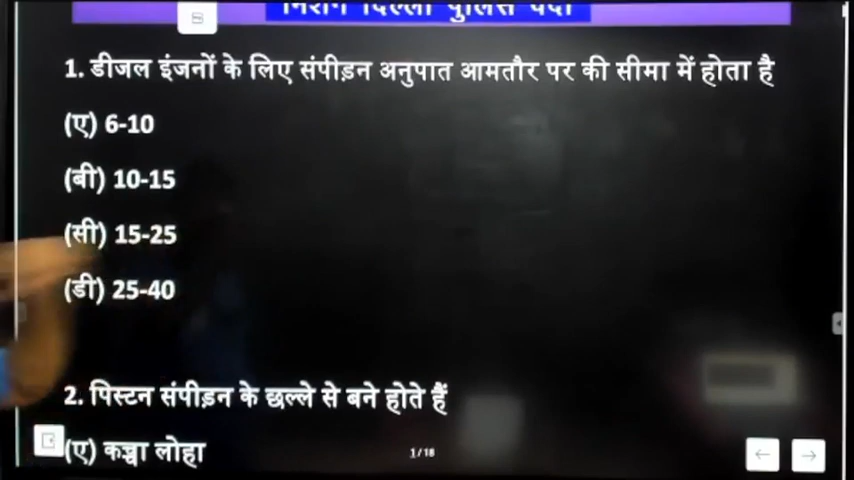 मिशन दिल्ली पुलिस
1. डीजल इंजनों के लिए संपीड़न अनुपात आमतौर पर की सीमा में होता है
(ए) 6-10
(बी) 10-15
(सी) 15-25
(डी) 25-40
2. पिस्टन संपीड़न के छल्ले से बने होते हैं
(ए) कच्चा लोहा
1/18